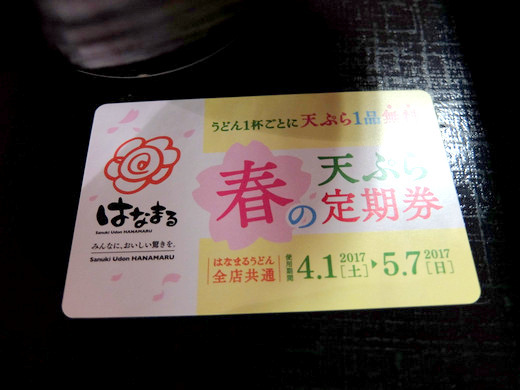 うどん1杯ごとに天ぷら1品無料
春の天ぷら定期券
はなまる
Sanuki Udon HANAMARU
みんなに、おいしい驚きを。
Sanuki Udon HANAMARU
はなまるうどん
全店共通
使用期間 4.1 2017 [土] ▶ 5.7 2017 [日]